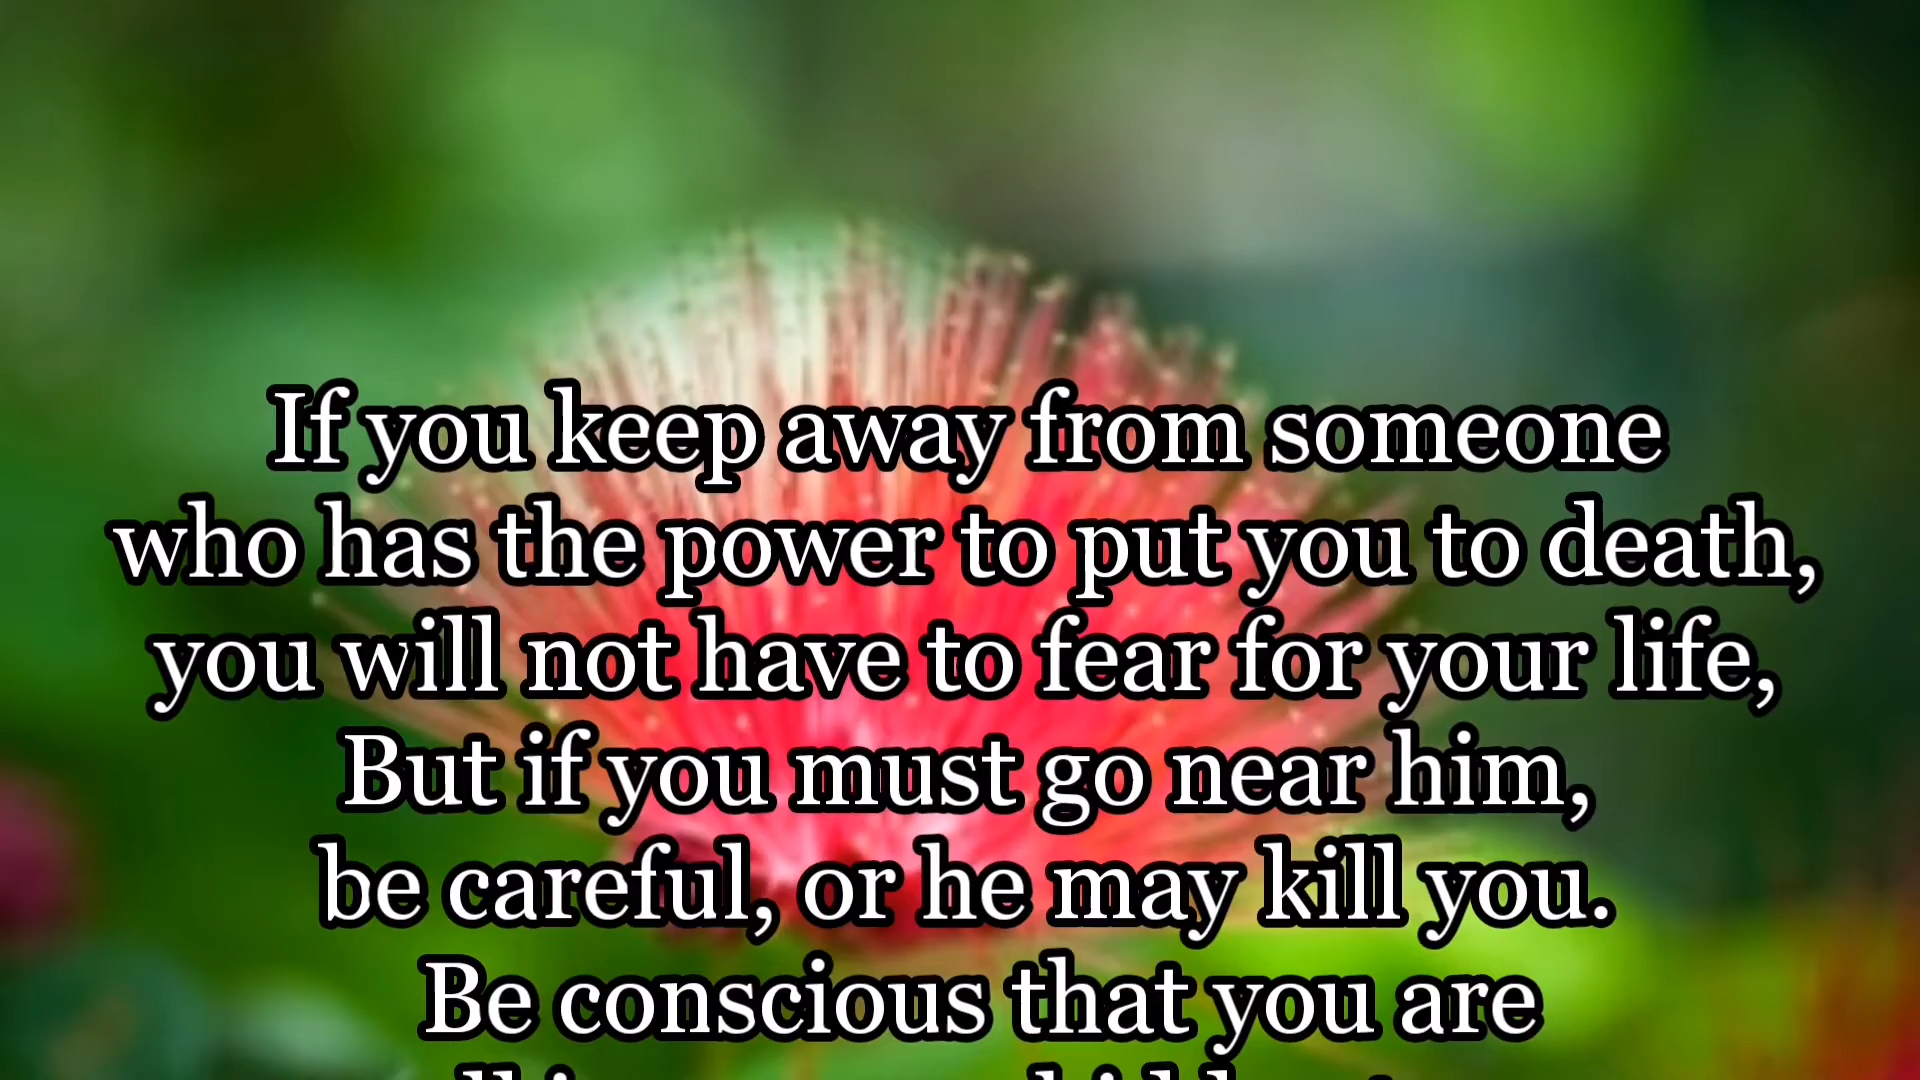 If you keep away from someone
who has the power to put you to death,
you will not have to fear for your life,
But if you must go near him,
be careful, or he may kill you.
Be conscious that you are